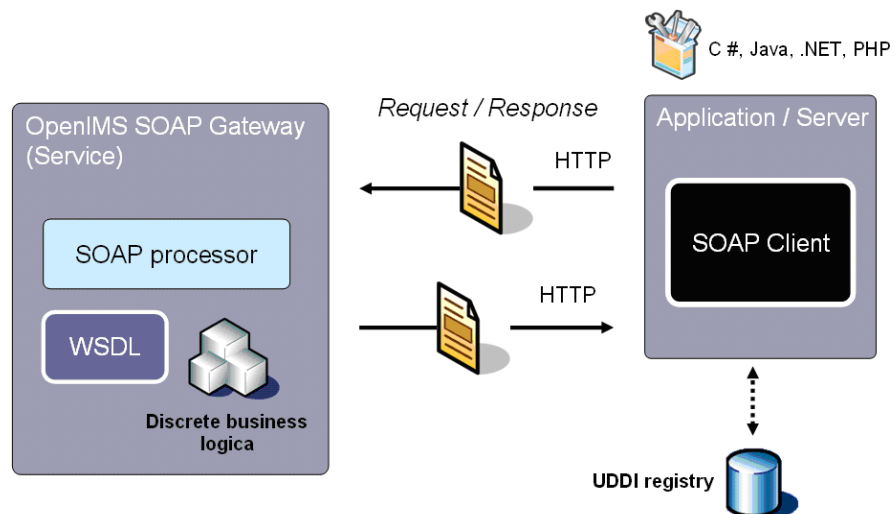 C #, Java, .NET, PHP
OpenIMS SOAP Gateway
(Service)
Request / Response
Application / Server
HTTP
SOAP processor
SOAP Client
HTTP
WSDL
Discrete business
logica
UDDI registry